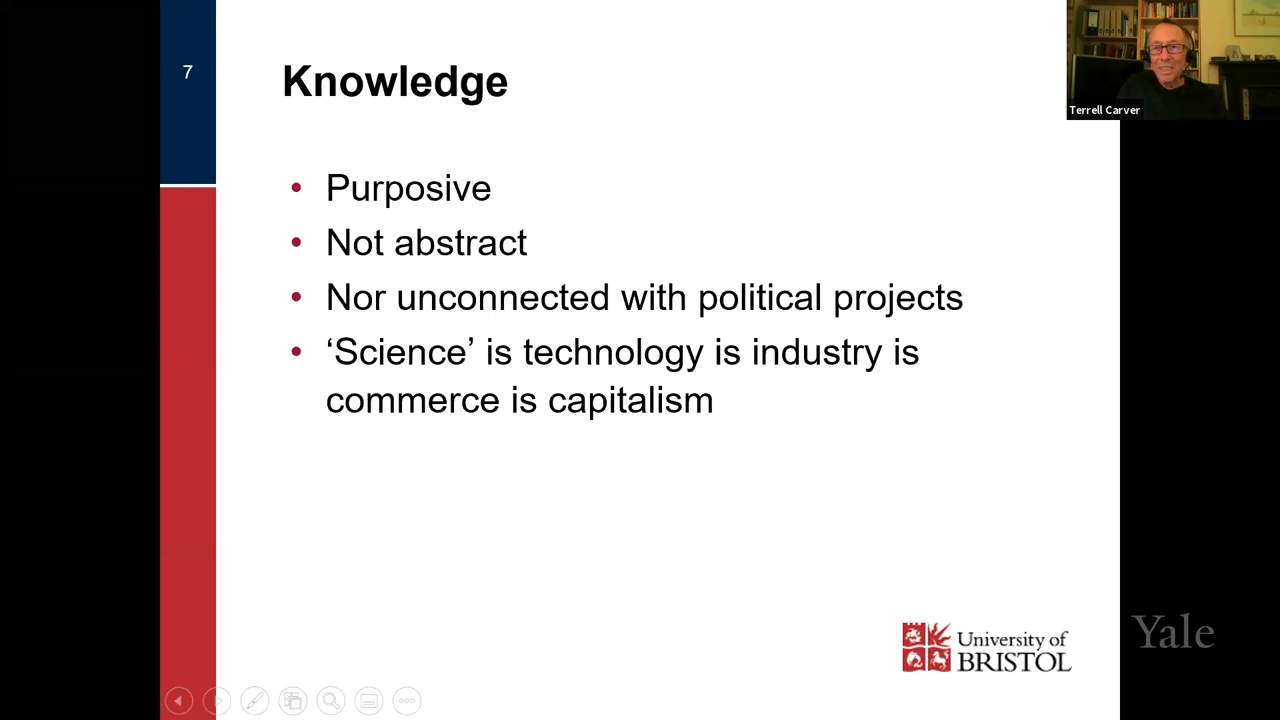 7
Knowledge
Terrell Carver
• Purposive
• Not abstract
• Nor unconnected with political projects
• ‘Science’ is technology is industry is
commerce is capitalism
University of
BRISTOL
Yale